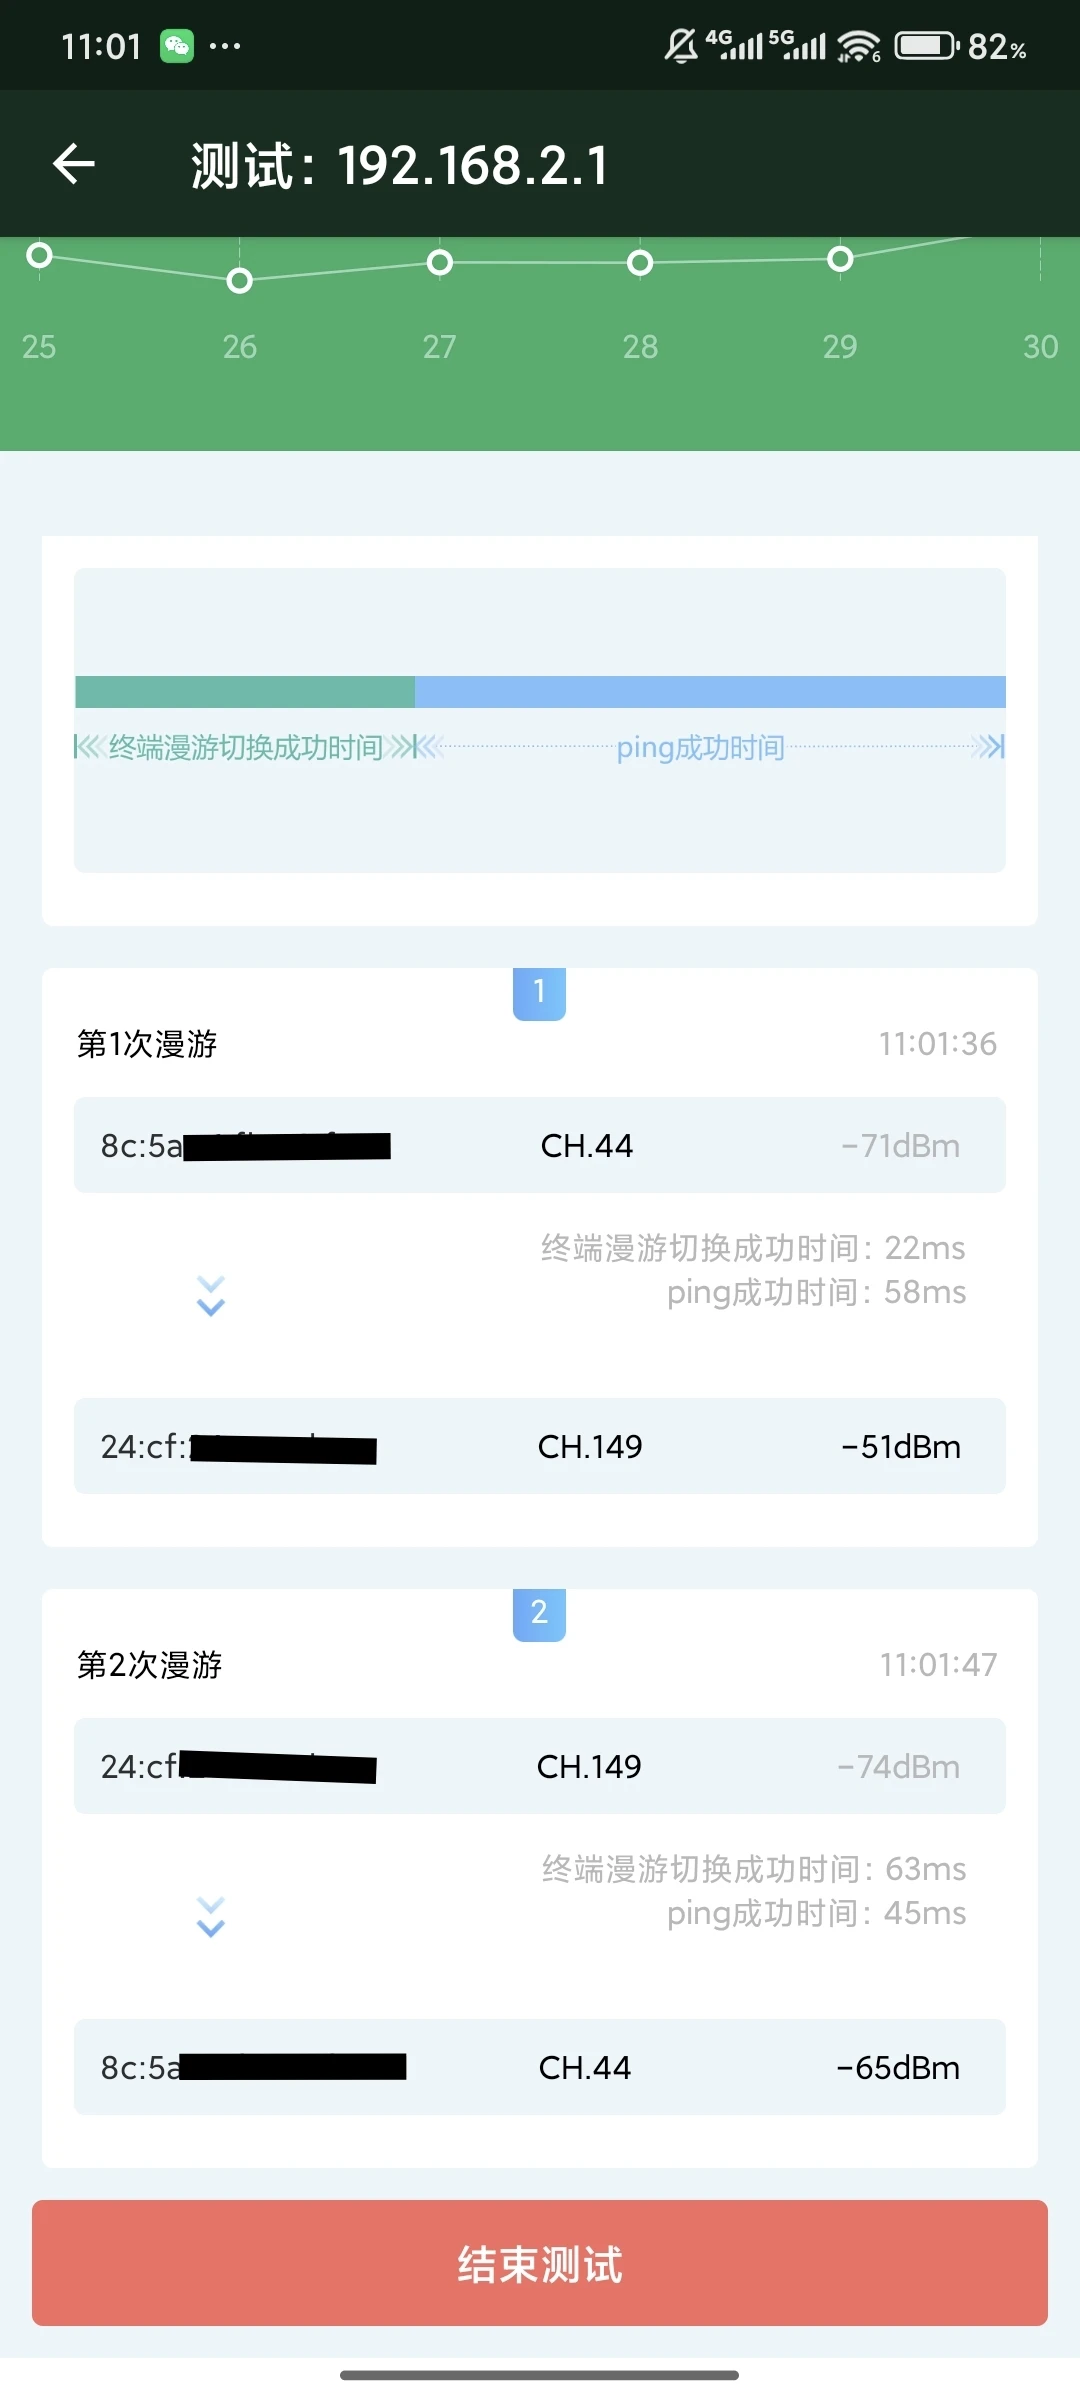 11:01 ... 4G 5G 6 82%
测试：192.168.2.1
25 26 27 28 29 30
终端漫游切换成功时间 ping成功时间
1
第1次漫游 11:01:36
8c:5a CH.44 -71dBm
终端漫游切换成功时间：22ms
ping成功时间：58ms
24:cf: CH.149 -51dBm
2
第2次漫游 11:01:47
24:cf CH.149 -74dBm
终端漫游切换成功时间：63ms
ping成功时间：45ms
8c:5a CH.44 -65dBm
结束测试